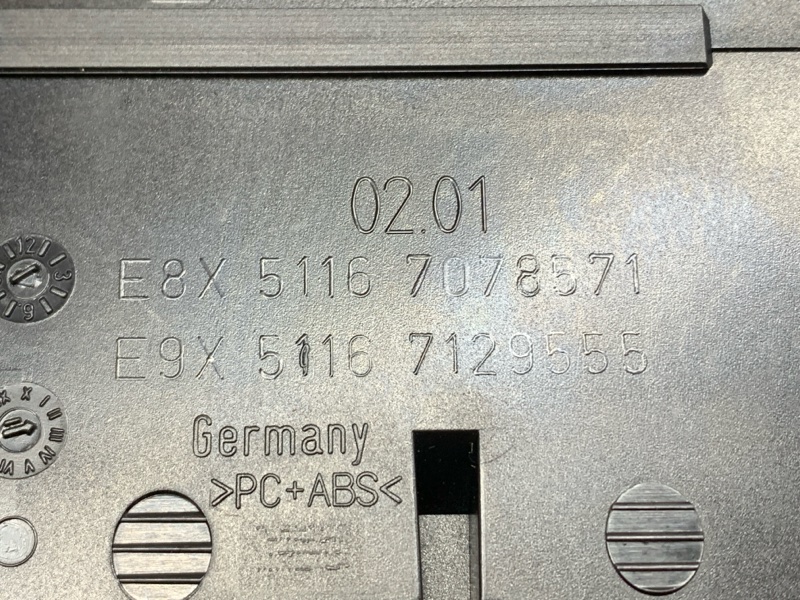 02.01
E8X 5116 7078571
E9X 5116 7129555
Germany
>PC+ABS<